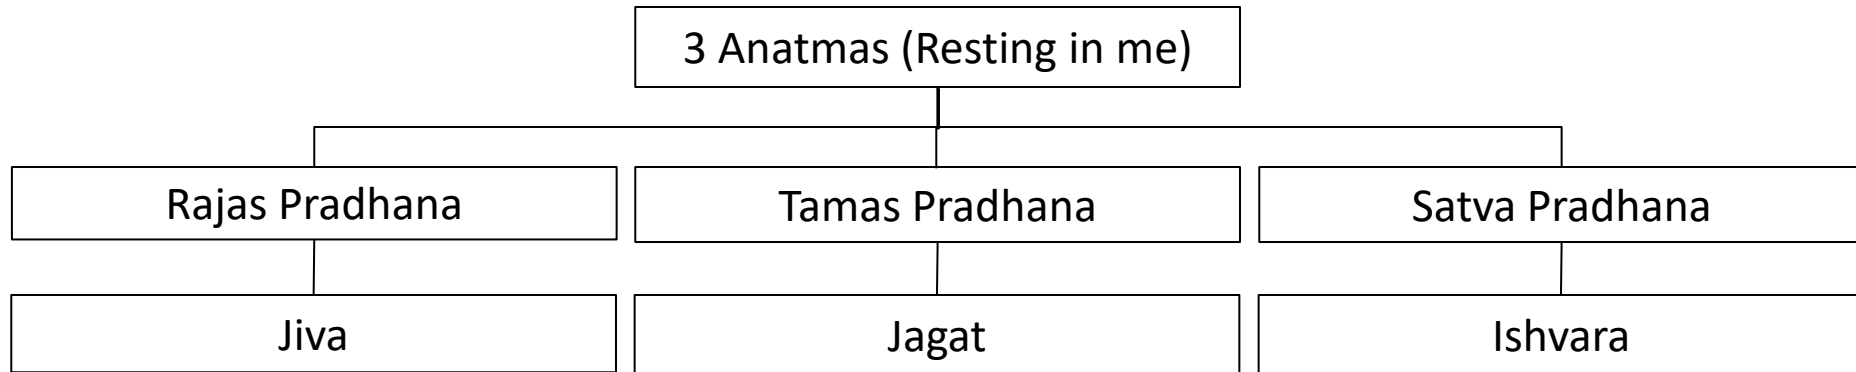 3 Anatmas (Resting in me)
Rajas Pradhana
Tamas Pradhana
Satva Pradhana
Jiva
Jagat
Ishvara